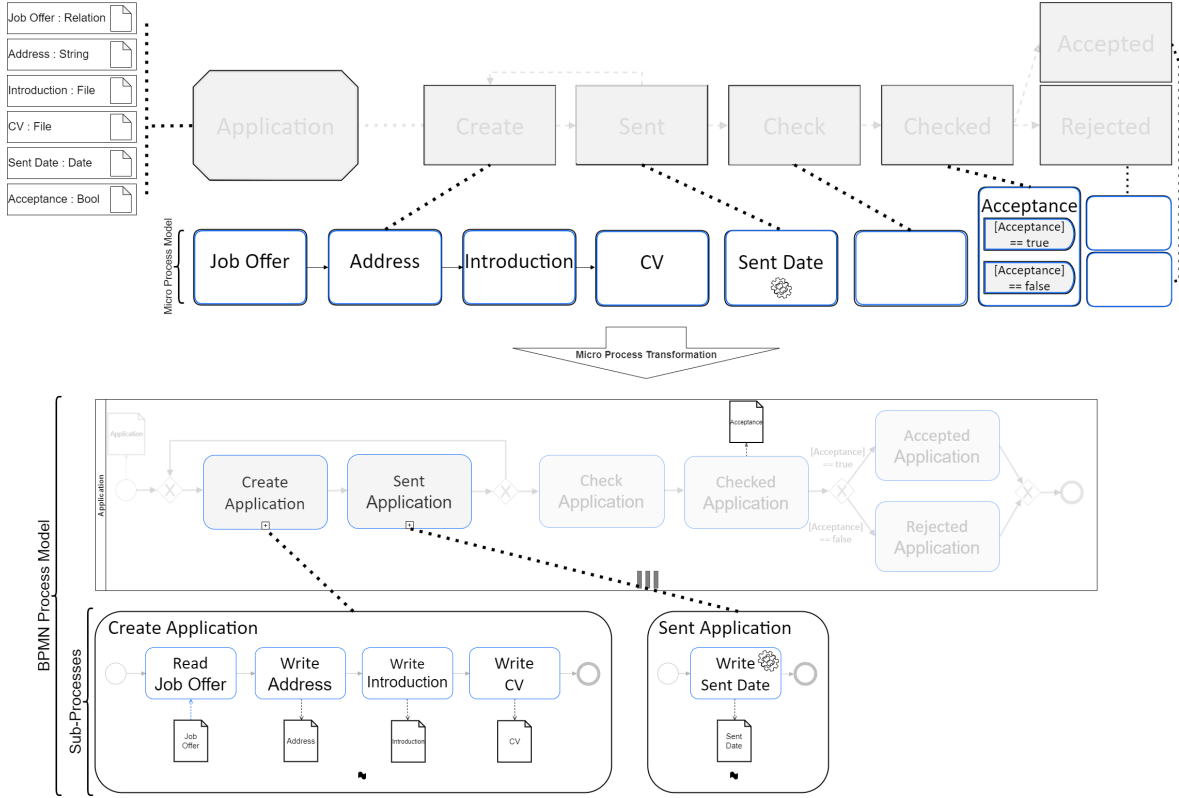 Job Offer : Relation
Address : String
Introduction : File
CV : File
Sent Date : Date
Acceptance : Bool
Application
Create
Sent
Check
Checked
Accepted
Rejected
Micro Process Model
Job Offer
Address
Introduction
CV
Sent Date
Acceptance
[Acceptance]
== true
[Acceptance]
== false
Micro Process Transformation
BPMN Process Model
Application
Application
Create
Application
Sent
Application
Check
Application
Acceptance
Checked
Application
[Acceptance]
== true
[Acceptance]
== false
Accepted
Application
Rejected
Application
Sub-Processes
Create Application
Read
Job Offer
Write
Address
Write
Introduction
Write
CV
Job
Offer
Address
Introduction
CV
Sent Application
Write
Sent Date
Sent
Date